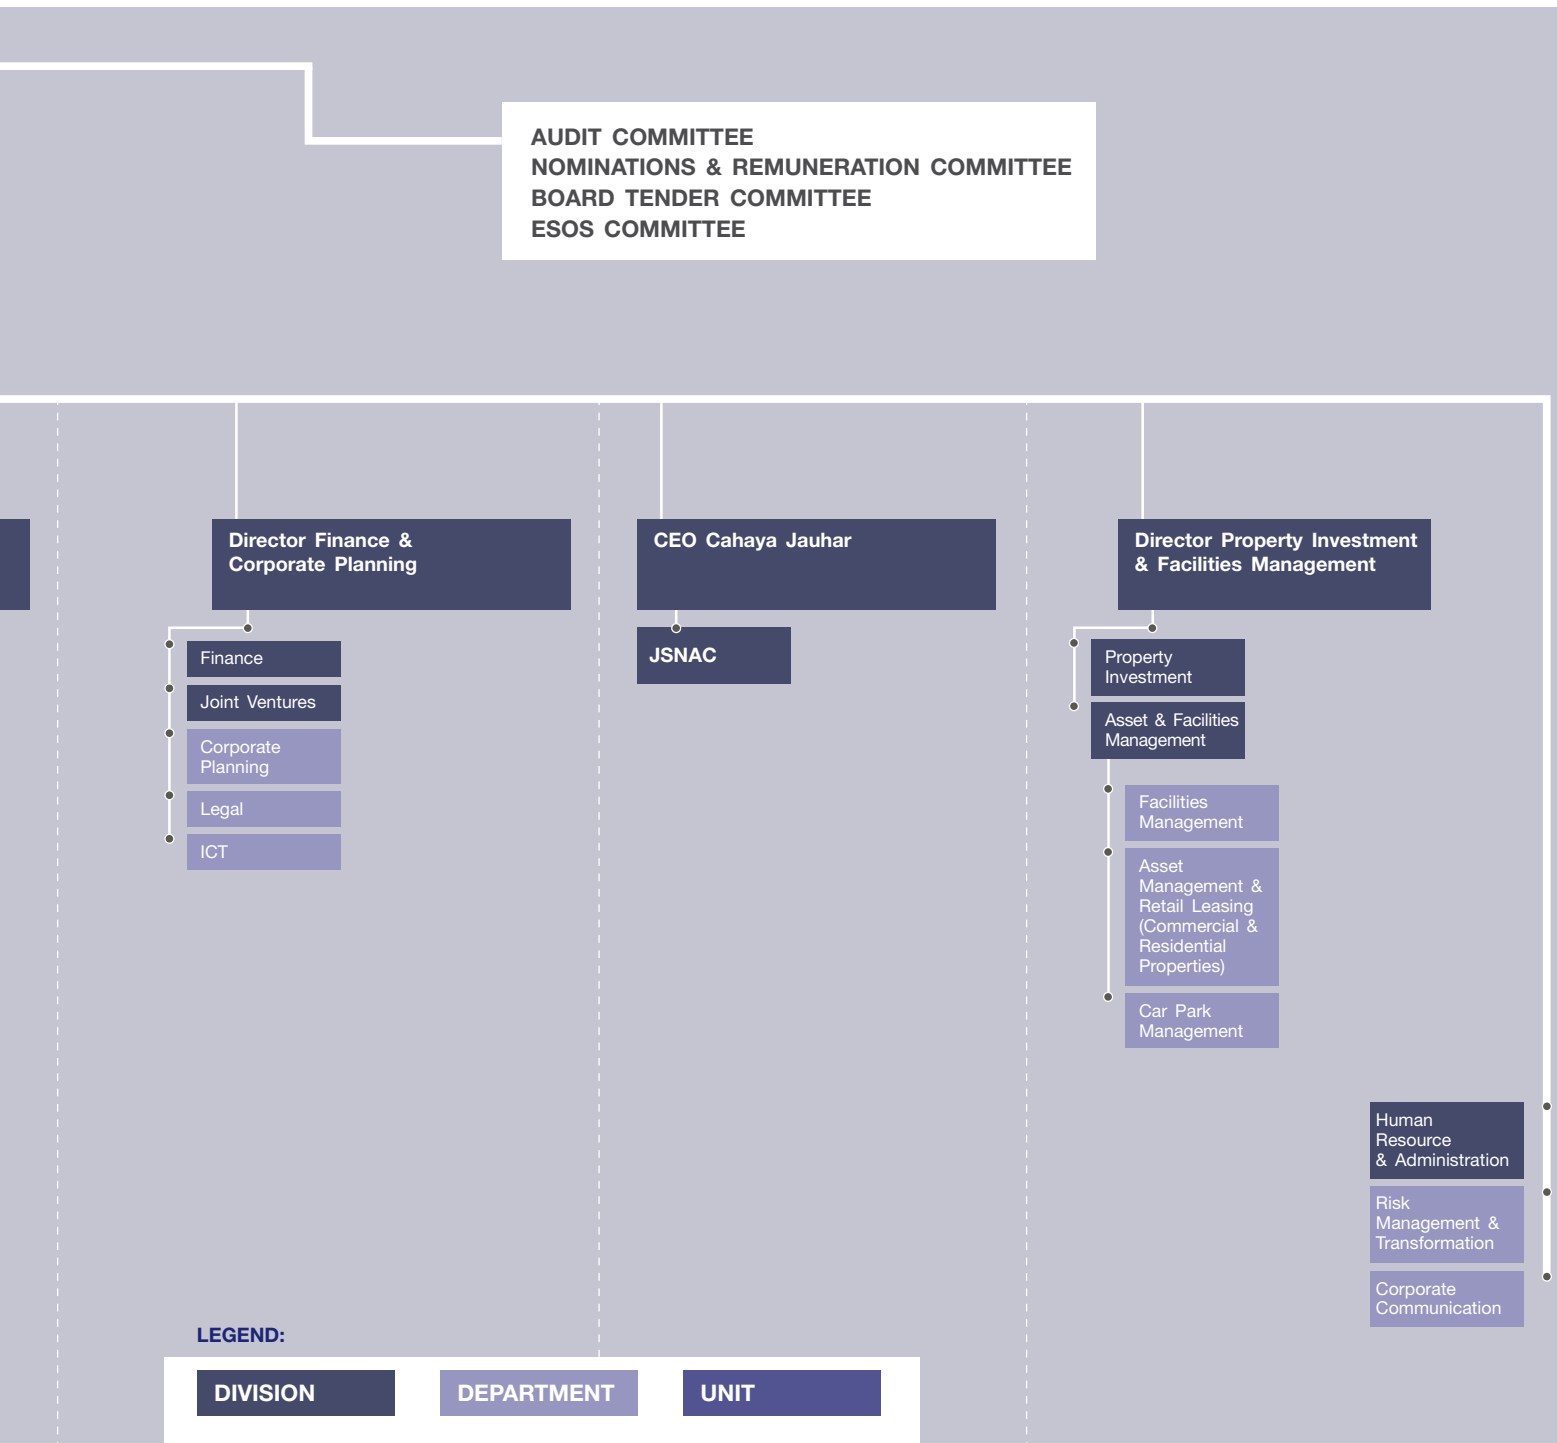 AUDIT COMMITTEE
NOMINATIONS & REMUNERATION COMMITTEE
BOARD TENDER COMMITTEE
ESOS COMMITTEE
Director Finance &
Corporate Planning
Finance
Joint Ventures
Corporate
Planning
Legal
ICT
CEO Cahaya Jauhar
JSNAC
Director Property Investment
& Facilities Management
Property
Investment
Asset & Facilities
Management
Facilities
Management
Asset
Management &
Retail Leasing
(Commercial &
Residential
Properties)
Car Park
Management
Human
Resource
& Administration
Risk
Management &
Transformation
Corporate
Communication
LEGEND:
DIVISION
DEPARTMENT
UNIT